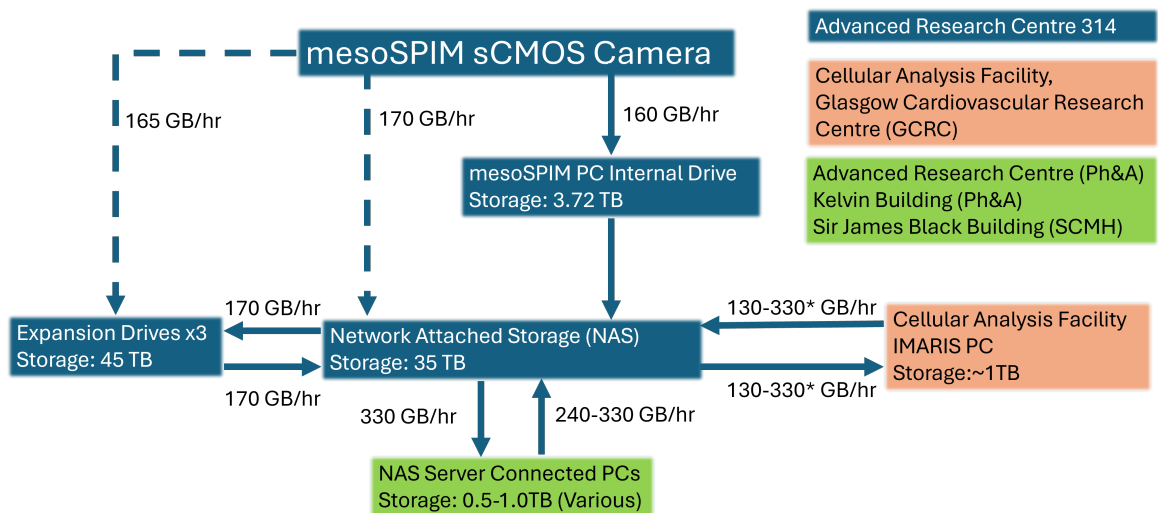 mesoSPIM sCMOS Camera
Advanced Research Centre 314
Cellular Analysis Facility,
Glasgow Cardiovascular Research
Centre (GCRC)
Advanced Research Centre (Ph&A)
Kelvin Building (Ph&A)
Sir James Black Building (SCMH)
165 GB/hr
170 GB/hr
160 GB/hr
mesoSPIM PC Internal Drive
Storage: 3.72 TB
170 GB/hr
Expansion Drives x3
Storage: 45 TB
170 GB/hr
Network Attached Storage (NAS)
Storage: 35 TB
130-330* GB/hr
130-330* GB/hr
Cellular Analysis Facility
IMARIS PC
Storage:~1TB
330 GB/hr
240-330 GB/hr
NAS Server Connected PCs
Storage: 0.5-1.0TB (Various)